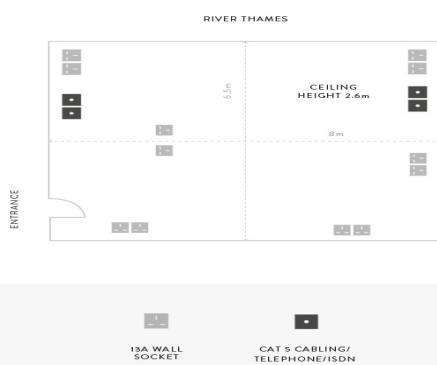 RIVER THAMES
CEILING
HEIGHT 2.6m
6.5m
8m
ENTRANCE
13A WALL
SOCKET
CAT 5 CABLING/
TELEPHONE/ISDN